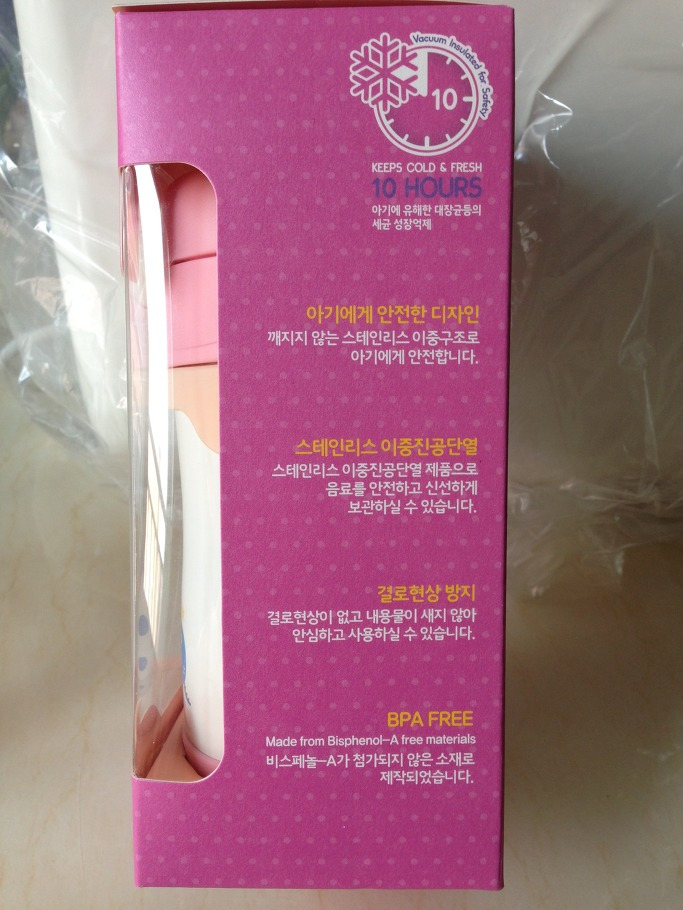 Vacuum Insulated for Safety
10
KEEPS COLD & FRESH
10 HOURS
아기에 유해한 대장균등의
세균 성장억제
아기에게 안전한 디자인
깨지지 않는 스테인리스 이중구조로
아기에게 안전합니다.
스테인리스 이중진공단열
스테인리스 이중진공단열 제품으로
음료를 안전하고 신선하게
보관하실 수 있습니다.
결로현상 방지
결로현상이 없고 내용물이 새지 않아
안심하고 사용하실 수 있습니다.
BPA FREE
Made from Bisphenol-A free materials
비스페놀-A가 첨가되지 않은 소재로
제작되었습니다.